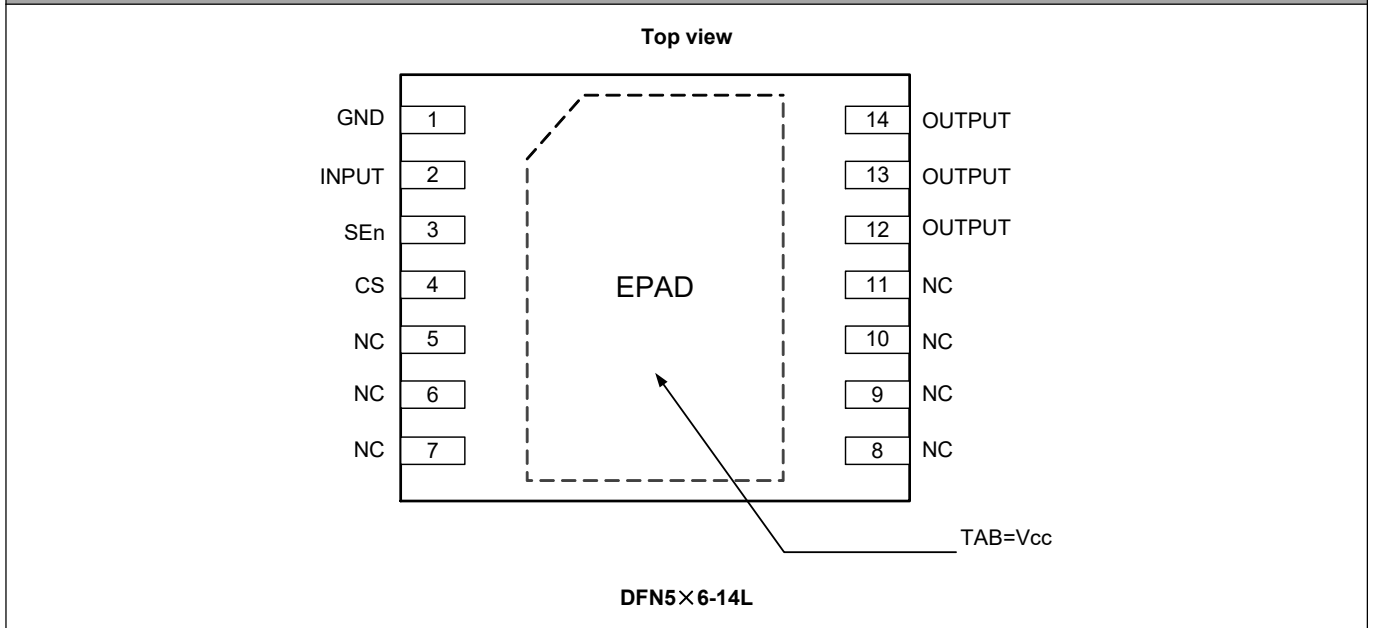 Top view
GND 1 14 OUTPUT
INPUT 2 13 OUTPUT
SEn 3 12 OUTPUT
CS 4 EPAD 11 NC
NC 5 10 NC
NC 6 9 NC
NC 7 8 NC
TAB=Vcc
DFN5×6-14L